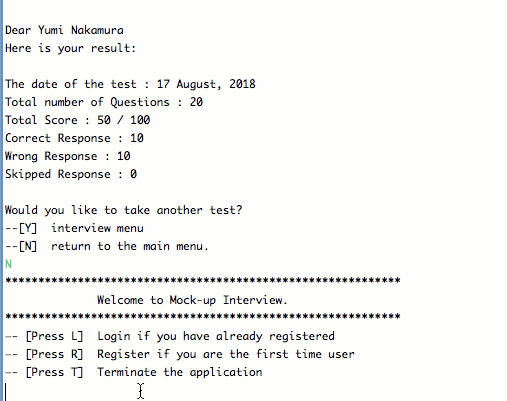 Dear Yumi Nakamura
Here is your result:
The date of the test : 17 August, 2018
Total number of Questions : 20
Total Score : 50 / 100
Correct Response : 10
Wrong Response : 10
Skipped Response : 0
Would you like to take another test?
--[Y]  interview menu
--[N]  return to the main menu.
N
************************************************************
Welcome to Mock-up Interview.
************************************************************
-- [Press L]  Login if you have already registered
-- [Press R]  Register if you are the first time user
-- [Press T]  Terminate the application